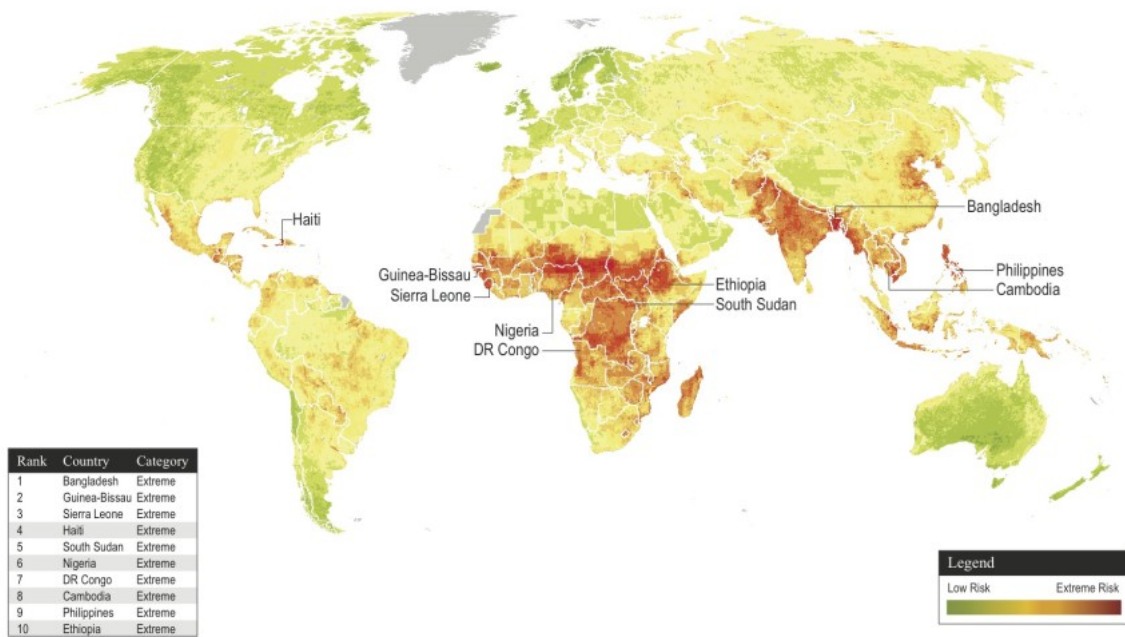 Haiti
Bangladesh
Guinea-Bissau
Sierra Leone
Ethiopia
South Sudan
Philippines
Cambodia
Nigeria
DR Congo
Rank Country Category
1 Bangladesh Extreme
2 Guinea-Bissau Extreme
3 Sierra Leone Extreme
4 Haiti Extreme
5 South Sudan Extreme
6 Nigeria Extreme
7 DR Congo Extreme
8 Cambodia Extreme
9 Philippines Extreme
10 Ethiopia Extreme
Legend
Low Risk Extreme Risk